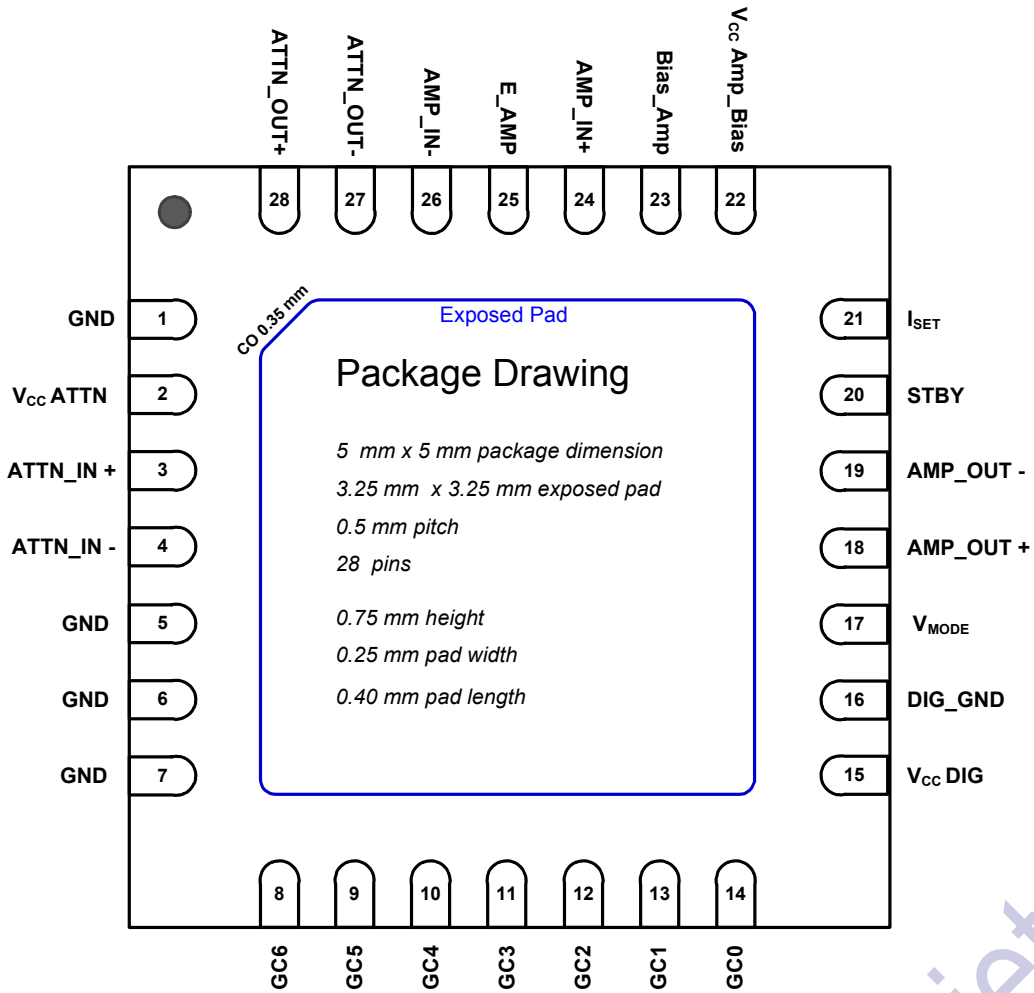 ATTN_OUT+
ATTN_OUT-
AMP_IN-
E_AMP
AMP_IN+
Bias_Amp
VCC Amp_Bias
28
27
26
25
24
23
22
GND 1
VCC ATTN 2
ATTN_IN + 3
ATTN_IN - 4
GND 5
GND 6
GND 7
CO 0.35 mm
Exposed Pad
Package Drawing
5 mm x 5 mm package dimension
3.25 mm x 3.25 mm exposed pad
0.5 mm pitch
28 pins
0.75 mm height
0.25 mm pad width
0.40 mm pad length
21 ISET
20 STBY
19 AMP_OUT -
18 AMP_OUT +
17 VMODE
16 DIG_GND
15 VCC DIG
8
9
10
11
12
13
14
GC6
GC5
GC4
GC3
GC2
GC1
GC0